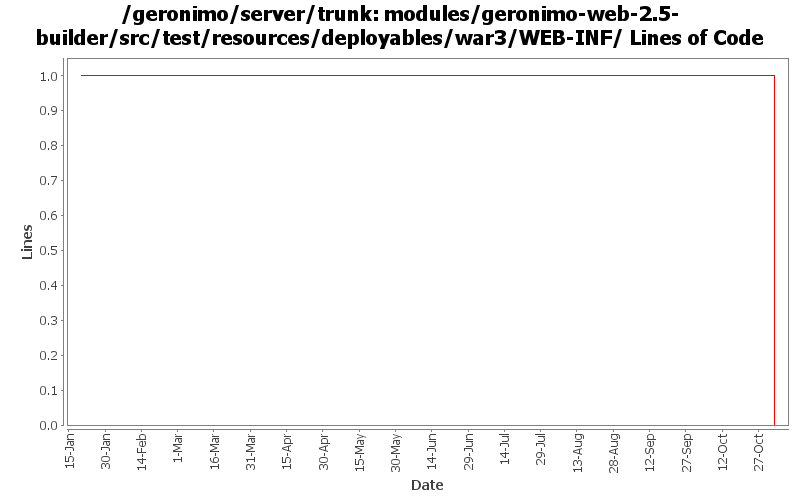 /geronimo/server/trunk: modules/geronimo-web-2.5-
builder/src/test/resources/deployables/war3/WEB-INF/ Lines of Code
1.0
0.9
0.8
0.7
0.6
0.5
0.4
0.3
0.2
0.1
0.0
Lines
15-Jan
30-Jan
14-Feb
1-Mar
16-Mar
31-Mar
15-Apr
30-Apr
15-May
30-May
14-Jun
29-Jun
14-Jul
29-Jul
13-Aug
28-Aug
12-Sep
27-Sep
12-Oct
27-Oct
Date